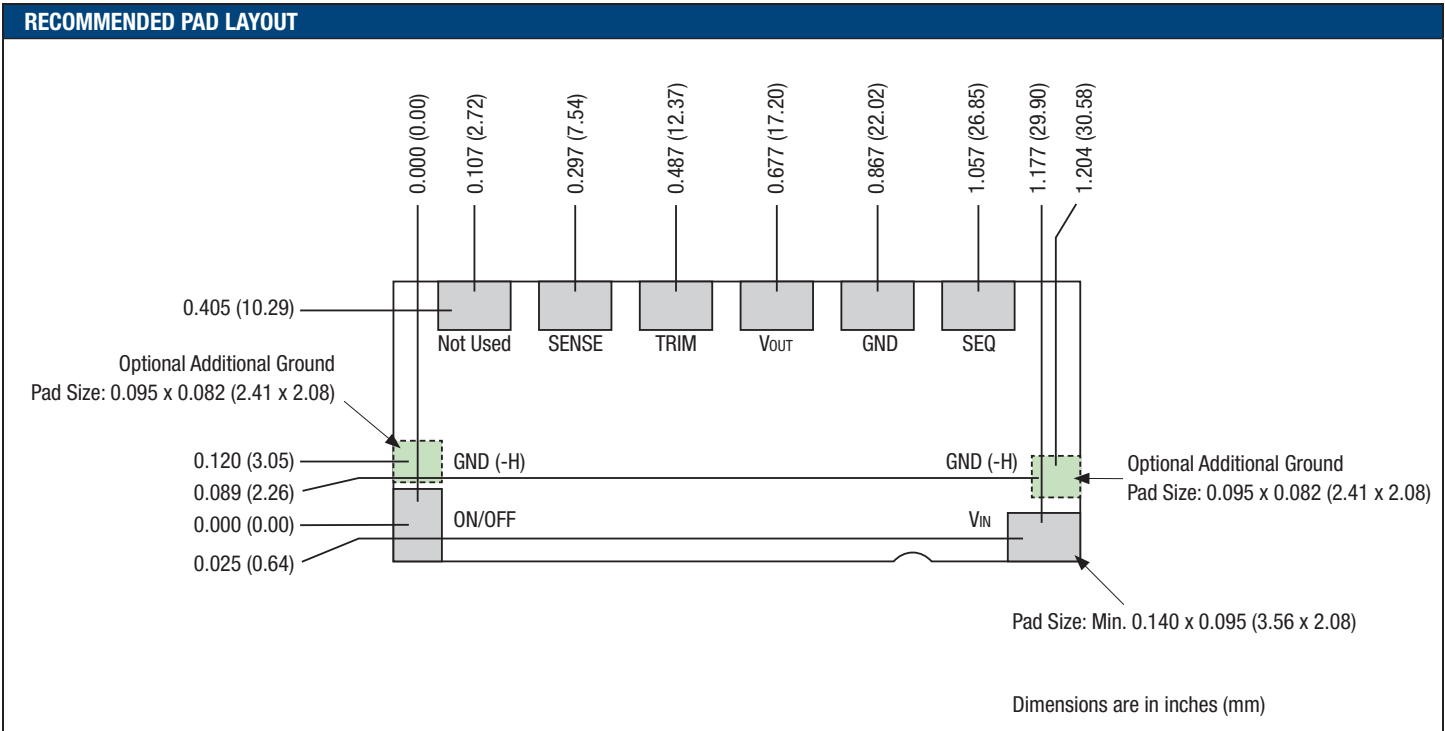 RECOMMENDED PAD LAYOUT
0.000 (0.00)
0.107 (2.72)
0.297 (7.54)
0.487 (12.37)
0.677 (17.20)
0.867 (22.02)
1.057 (26.85)
1.177 (29.90)
1.204 (30.58)
0.405 (10.29)
Not Used
SENSE
TRIM
VOUT
GND
SEQ
Optional Additional Ground
Pad Size: 0.095 x 0.082 (2.41 x 2.08)
0.120 (3.05)
GND (-H)
GND (-H)
Optional Additional Ground
Pad Size: 0.095 x 0.082 (2.41 x 2.08)
0.089 (2.26)
0.000 (0.00)
ON/OFF
VIN
0.025 (0.64)
Pad Size: Min. 0.140 x 0.095 (3.56 x 2.08)
Dimensions are in inches (mm)